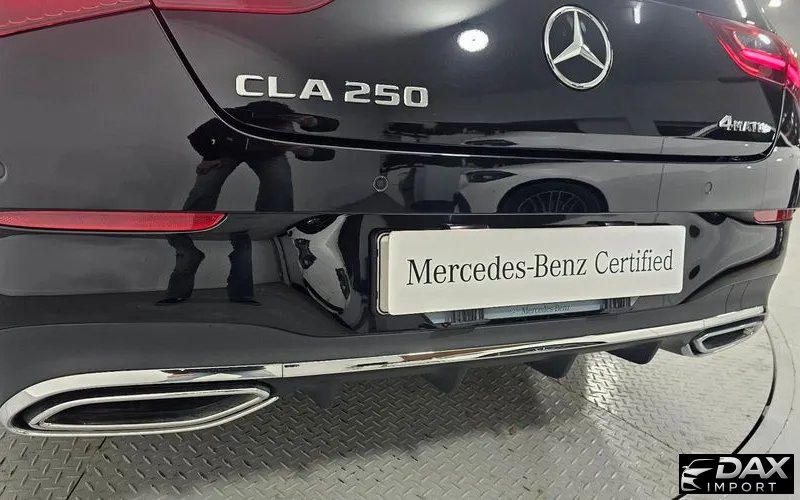 CLA 250
4MATIC
Mercedes-Benz Certified
Mercedes-Benz
DAX
IMPORT